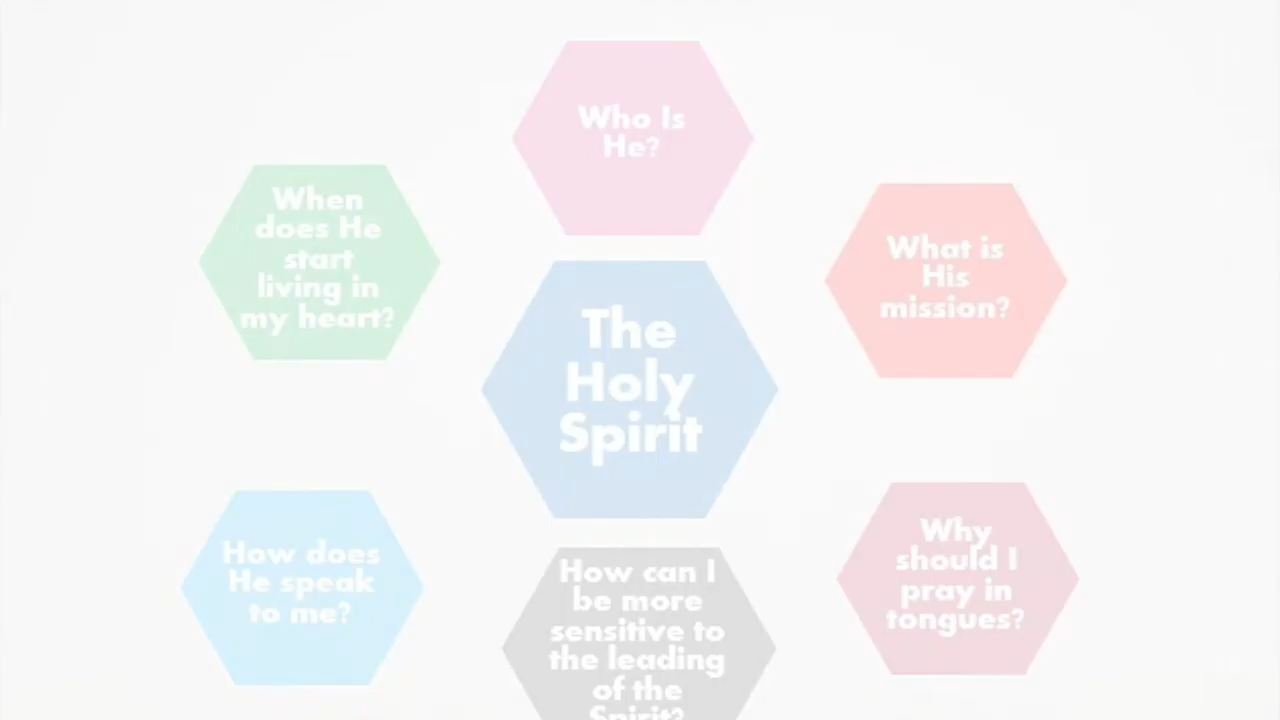 Who Is
He?
When
does He
start
living in
my heart?
What is
His
mission?
The
Holy
Spirit
How does
He speak
to me?
How can I
be more
sensitive to
the leading
of the
Spirit?
Why
should I
pray in
tongues?